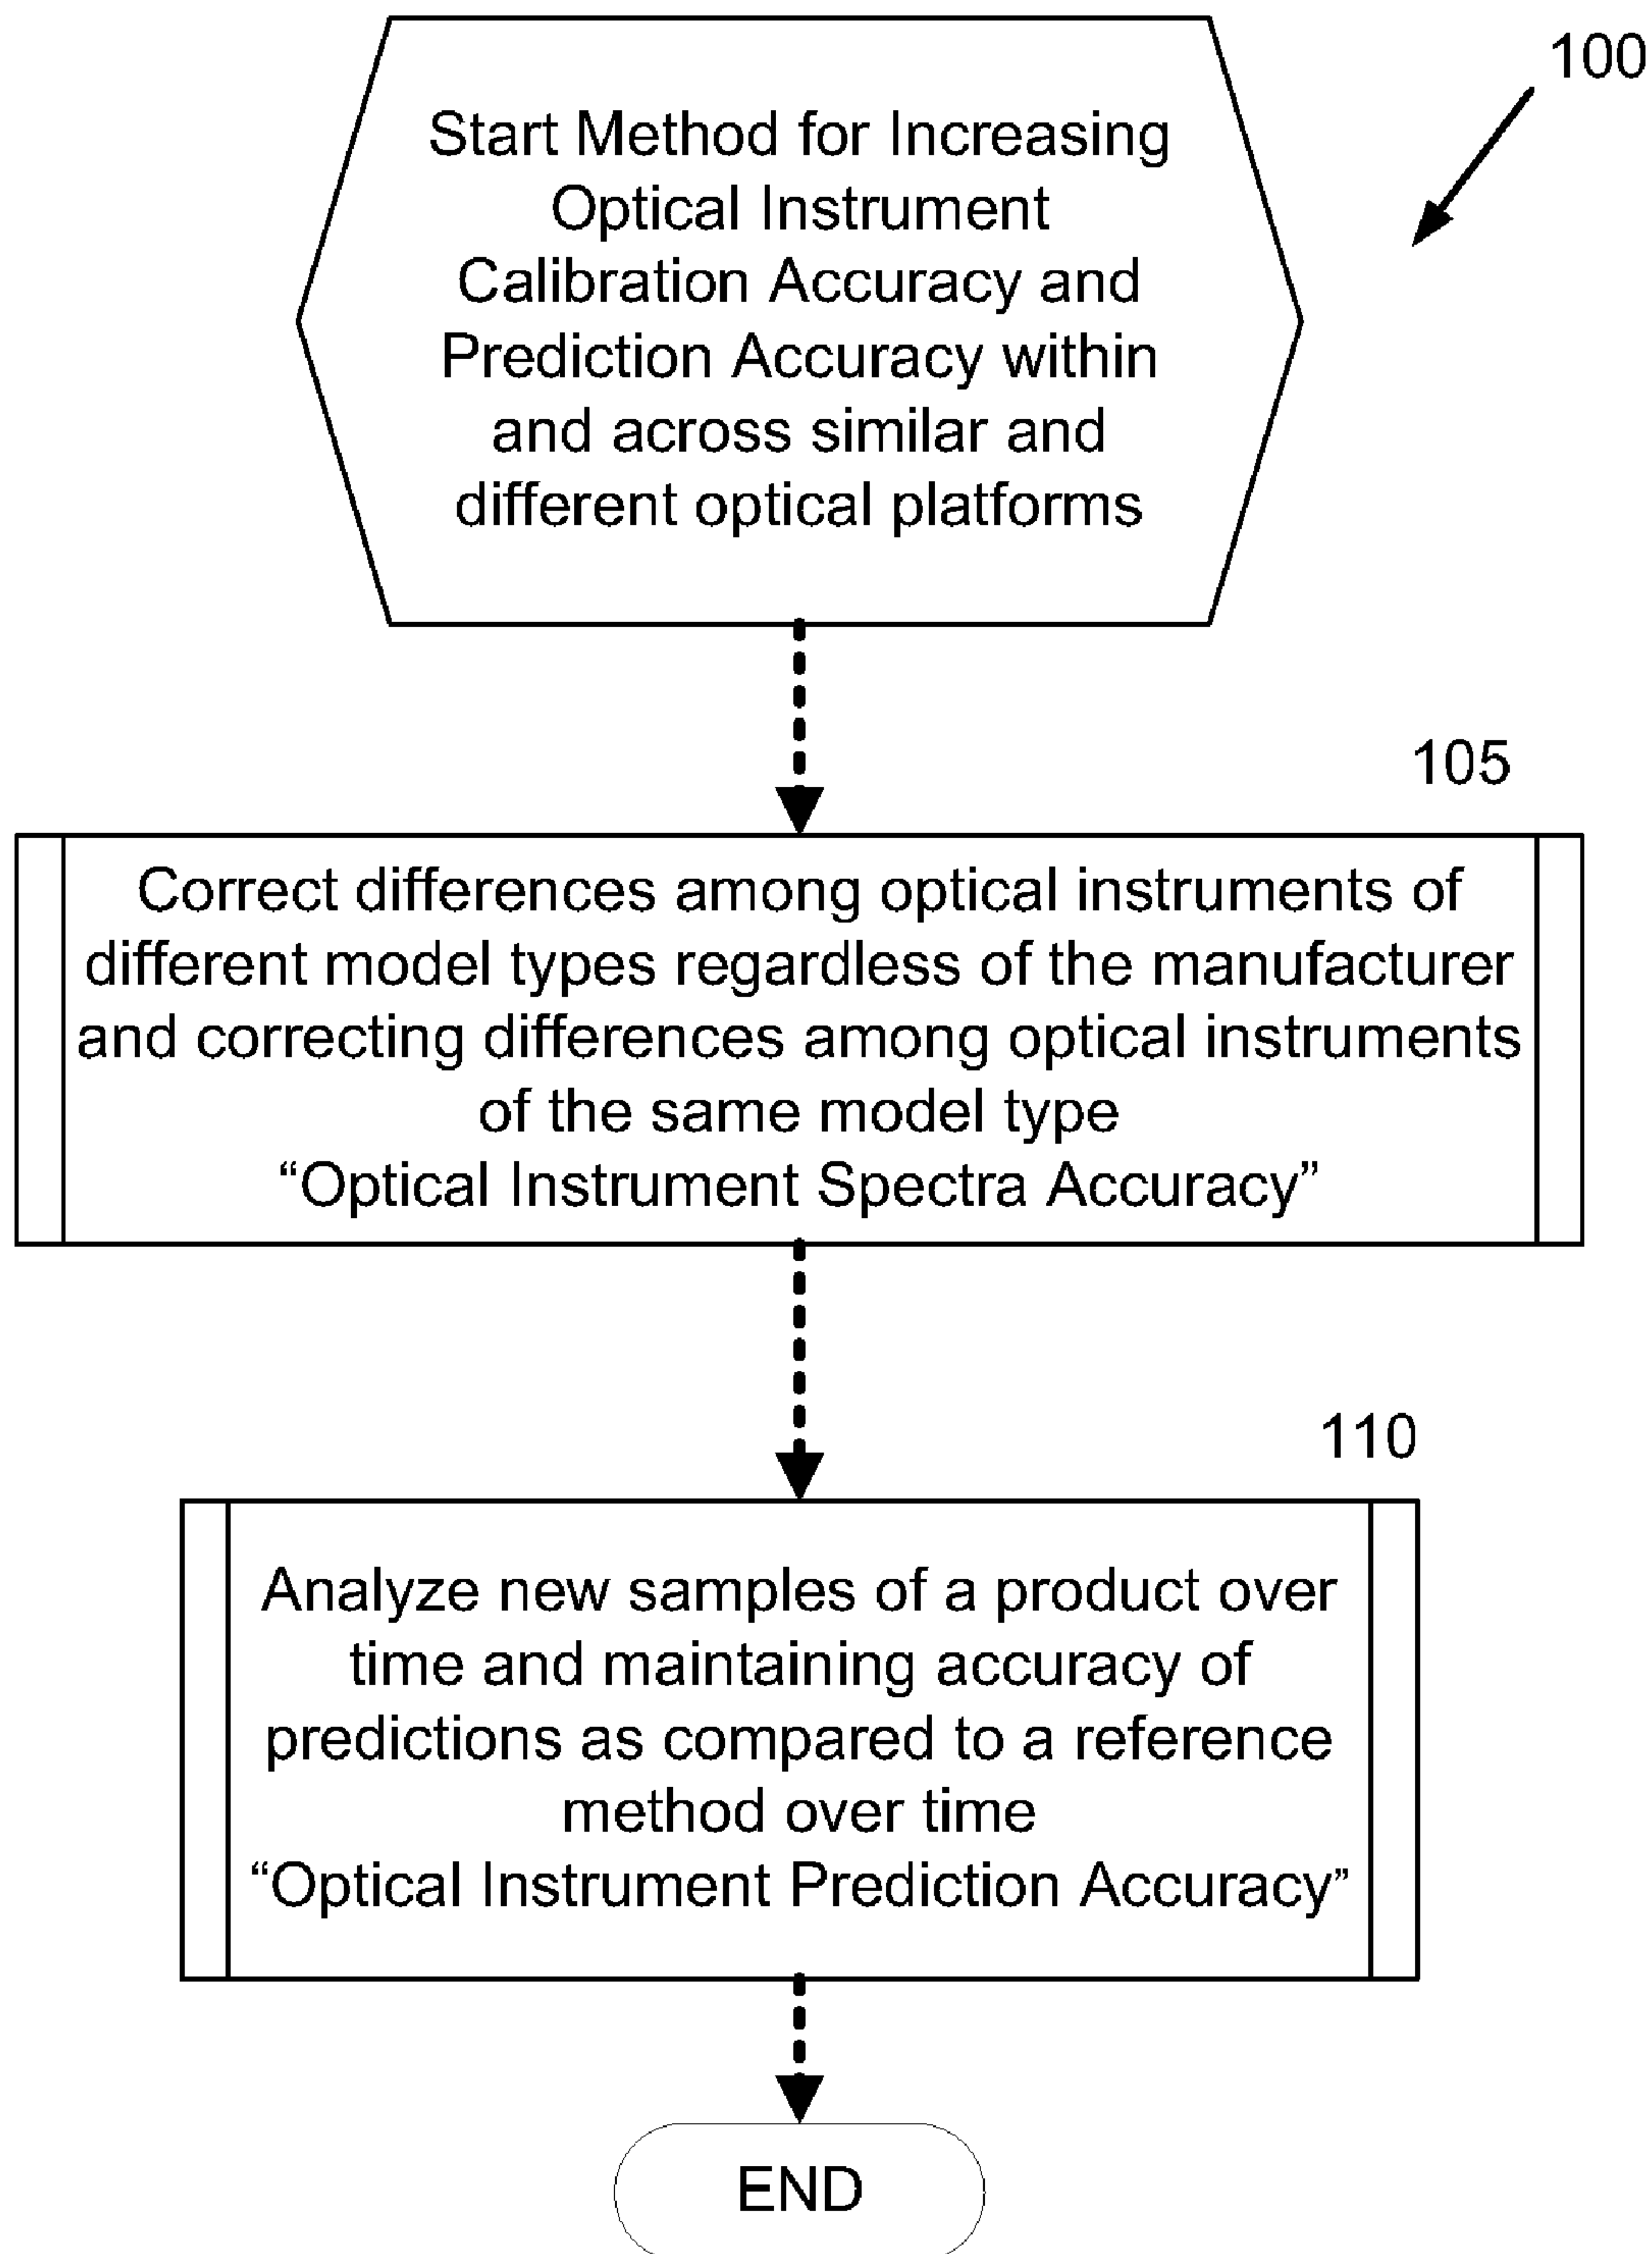 100
Start Method for Increasing
Optical Instrument
Calibration Accuracy and
Prediction Accuracy within
and across similar and
different optical platforms
105
Correct differences among optical instruments of
different model types regardless of the manufacturer
and correcting differences among optical instruments
of the same model type
“Optical Instrument Spectra Accuracy”
110
Analyze new samples of a product over
time and maintaining accuracy of
predictions as compared to a reference
method over time
“Optical Instrument Prediction Accuracy”
END